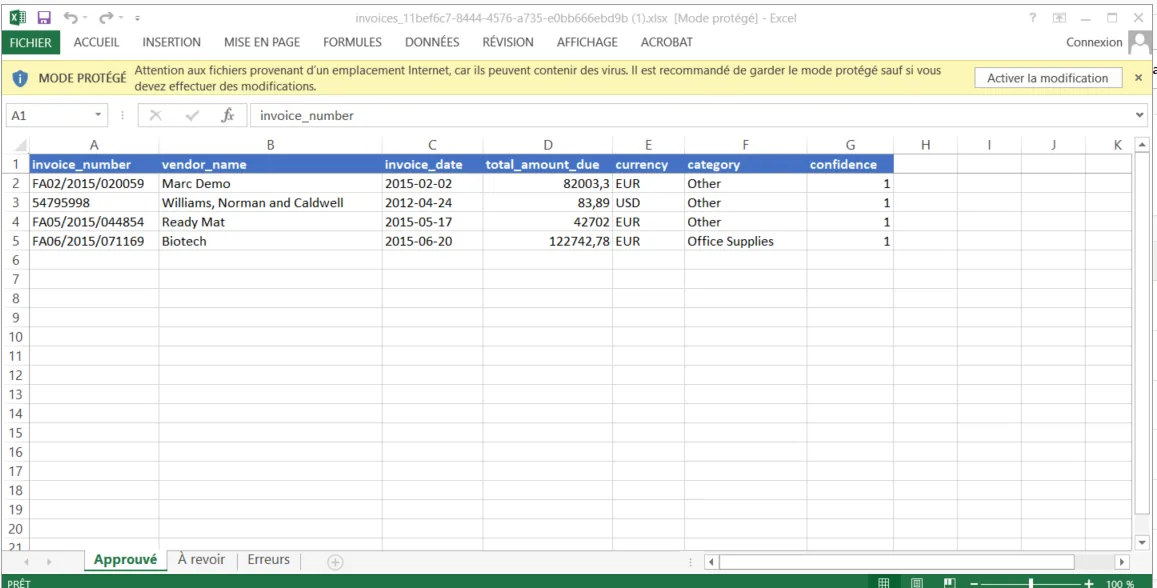 invoices_11bef6c7-8444-4576-a735-e0bb666ebd9b (1).xlsx [Mode protégé] - Excel
FICHIER ACCUEIL INSERTION MISE EN PAGE FORMULES DONNÉES RÉVISION AFFICHAGE ACROBAT Connexion
MODE PROTÉGÉ Attention aux fichiers provenant d'un emplacement Internet, car ils peuvent contenir des virus. Il est recommandé de garder le mode protégé sauf si vous
devez effectuer des modifications. Activer la modification
A1 fx invoice_number
A B C D E F G H I J K
1 invoice_number vendor_name invoice_date total_amount_due currency category confidence
2 FA02/2015/020059 Marc Demo 2015-02-02 82003,3 EUR Other 1
3 54795998 Williams, Norman and Caldwell 2012-04-24 83,89 USD Other 1
4 FA05/2015/044854 Ready Mat 2015-05-17 42702 EUR Other 1
5 FA06/2015/071169 Biotech 2015-06-20 122742,78 EUR Office Supplies 1
6
7
8
9
10
11
12
13
14
15
16
17
18
19
20
21
Approuvé À revoir Erreurs
PRÊT 100 %